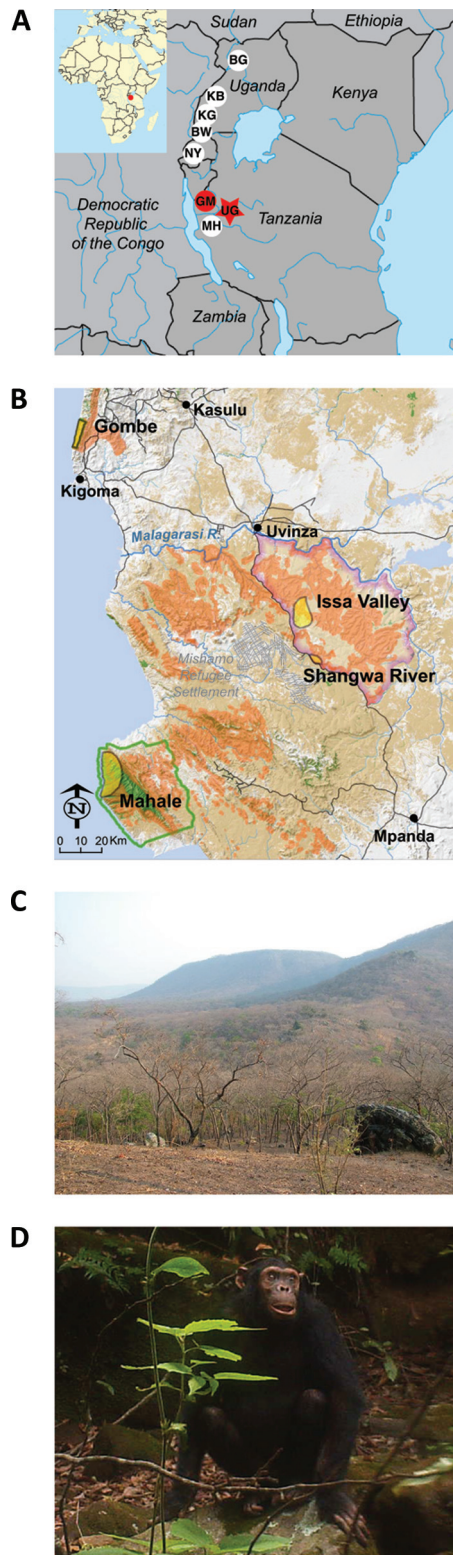 A
Sudan
Ethiopia
BG
Uganda
KB
Kenya
KG
BW
NY
GM
UG
Democratic
Republic
of the Congo
Tanzania
MH
Zambia
B
Kasulu
Gombe
Kigoma
Malagarasi R.
Uvinza
Issa Valley
Mishamo
Refugee
Settlement
Shangwa River
N
Mahale
Mpanda
0 10 20 Km
C
D